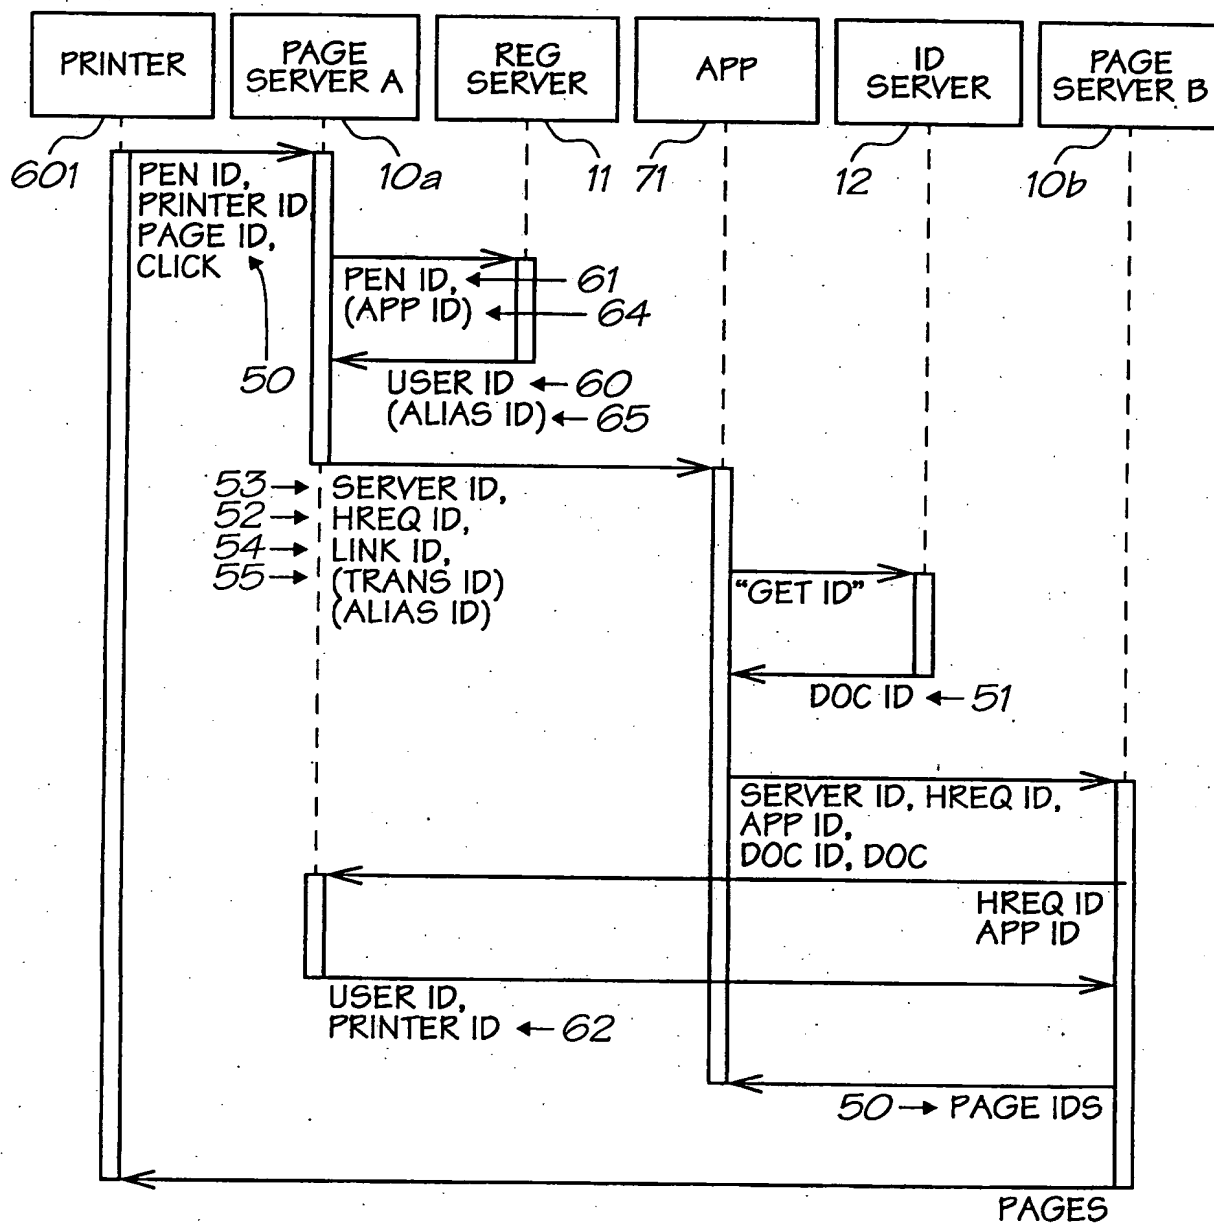 PRINTER
PAGE
SERVER A
REG
SERVER
APP
ID
SERVER
PAGE
SERVER B
601
10a
11
71
12
10b
PEN ID,
PRINTER ID
PAGE ID,
CLICK
50
PEN ID, 61
(APP ID) 64
USER ID 60
(ALIAS ID) 65
53 SERVER ID,
52 HREQ ID,
54 LINK ID,
55 (TRANS ID)
(ALIAS ID)
"GET ID"
DOC ID 51
SERVER ID, HREQ ID,
APP ID,
DOC ID, DOC
HREQ ID
APP ID
USER ID,
PRINTER ID 62
50 PAGE IDS
PAGES